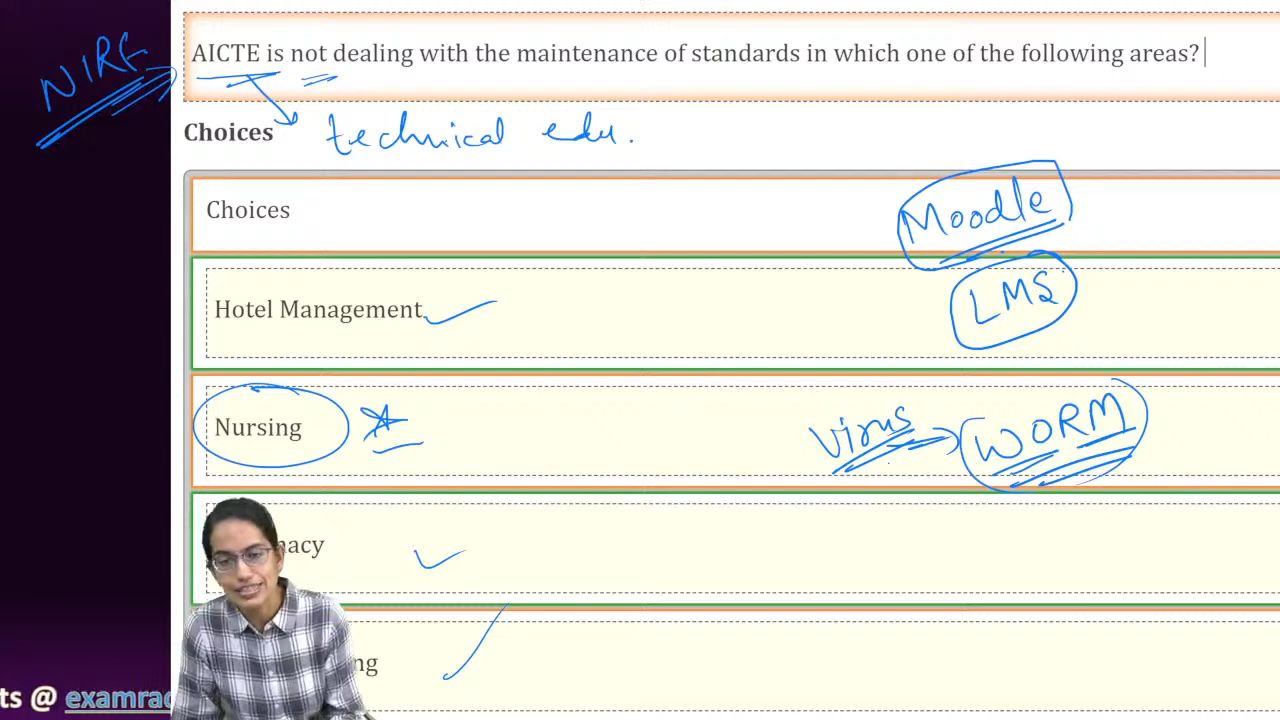 NIRF
AICTE is not dealing with the maintenance of standards in which one of the following areas?
Choices
technical edu.
Choices
Moodle
Hotel Management
LMS
Nursing
Virus
WORM
macy
ng
ts @ examrac